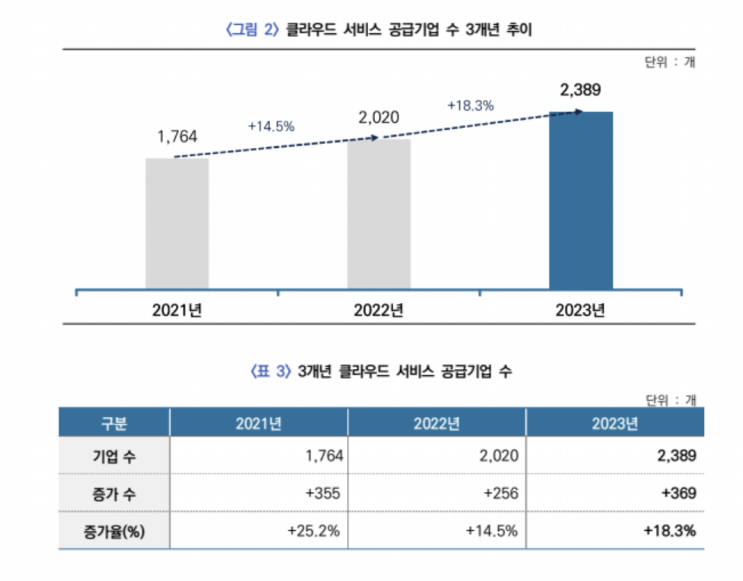 <그림 2> 클라우드 서비스 공급기업 수 3개년 추이
단위 : 개
2,389
+18.3%
2,020
+14.5%
1,764
2021년 2022년 2023년
<표 3> 3개년 클라우드 서비스 공급기업 수
단위 : 개
구분 2021년 2022년 2023년
기업 수 1,764 2,020 2,389
증가 수 +355 +256 +369
증가율(%) +25.2% +14.5% +18.3%